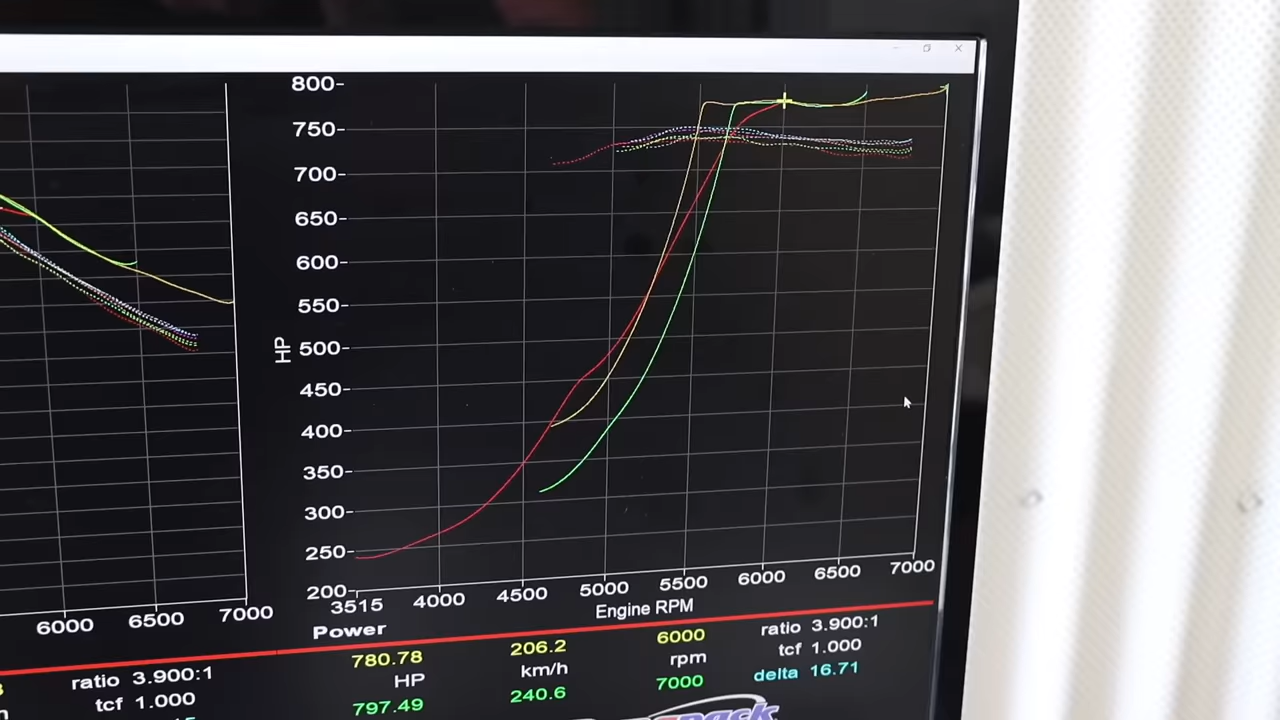 800-
750-
700-
650-
600-
550-
500-
450-
400-
350-
300-
250-
200-
HP
3515 4000 4500 5000 5500 6000 6500 7000
Engine RPM
6000 6500 7000
Power
ratio 3.900:1
tcf 1.000
780.78 206.2 6000 ratio 3.900:1
HP km/h rpm tcf 1.000
797.49 240.6 7000 delta 16.71